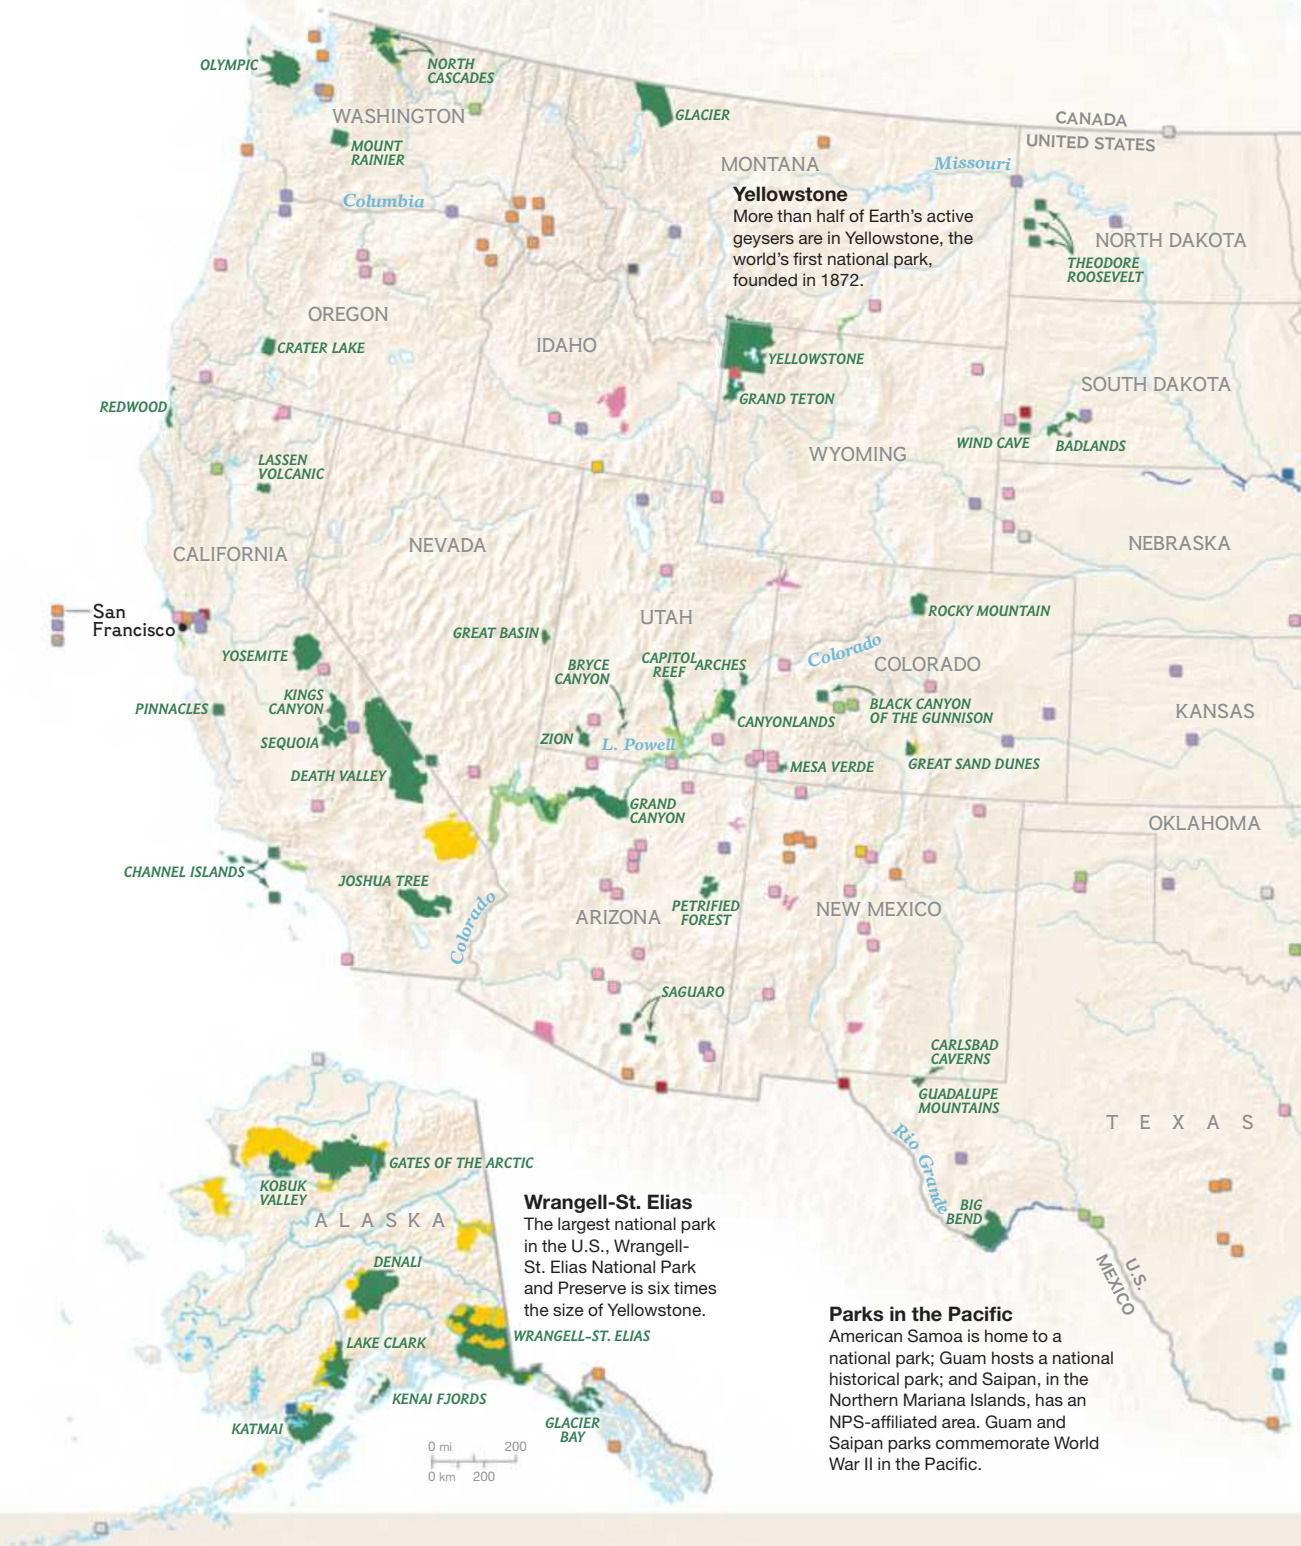 OLYMPIC
NORTH
CASCADES
WASHINGTON
MOUNT
RAINIER
GLACIER
CANADA
UNITED STATES
MONTANA
Missouri
Columbia
Yellowstone
More than half of Earth's active
geysers are in Yellowstone, the
world's first national park,
founded in 1872.
NORTH DAKOTA
THEODORE
ROOSEVELT
OREGON
CRATER LAKE
IDAHO
YELLOWSTONE
GRAND TETON
SOUTH DAKOTA
REDWOOD
WIND CAVE
BADLANDS
WYOMING
LASSEN
VOLCANIC
CALIFORNIA
NEVADA
NEBRASKA
San
Francisco
UTAH
ROCKY MOUNTAIN
GREAT BASIN
YOSEMITE
BRYCE
CANYON
CAPITOL
REEF
ARCHES
Colorado
COLORADO
KINGS
CANYON
PINNACLES
SEQUOIA
ZION
L. Powell
CANYONLANDS
BLACK CANYON
OF THE GUNNISON
KANSAS
DEATH VALLEY
MESA VERDE
GREAT SAND DUNES
GRAND
CANYON
OKLAHOMA
CHANNEL ISLANDS
JOSHUA TREE
Colorado
ARIZONA
PETRIFIED
FOREST
NEW MEXICO
SAGUARO
CARLSBAD
CAVERNS
GUADALUPE
MOUNTAINS
TEXAS
Rio Grande
BIG
BEND
U.S.
MEXICO
GATES OF THE ARCTIC
KOBUK
VALLEY
ALASKA
DENALI
Wrangell-St. Elias
The largest national park
in the U.S., Wrangell-
St. Elias National Park
and Preserve is six times
the size of Yellowstone.
WRANGELL-ST. ELIAS
LAKE CLARK
KENAI FJORDS
KATMAI
GLACIER
BAY
0 mi 200
0 km 200
Parks in the Pacific
American Samoa is home to a
national park; Guam hosts a national
historical park; and Saipan, in the
Northern Mariana Islands, has an
NPS-affiliated area. Guam and
Saipan parks commemorate World
War II in the Pacific.